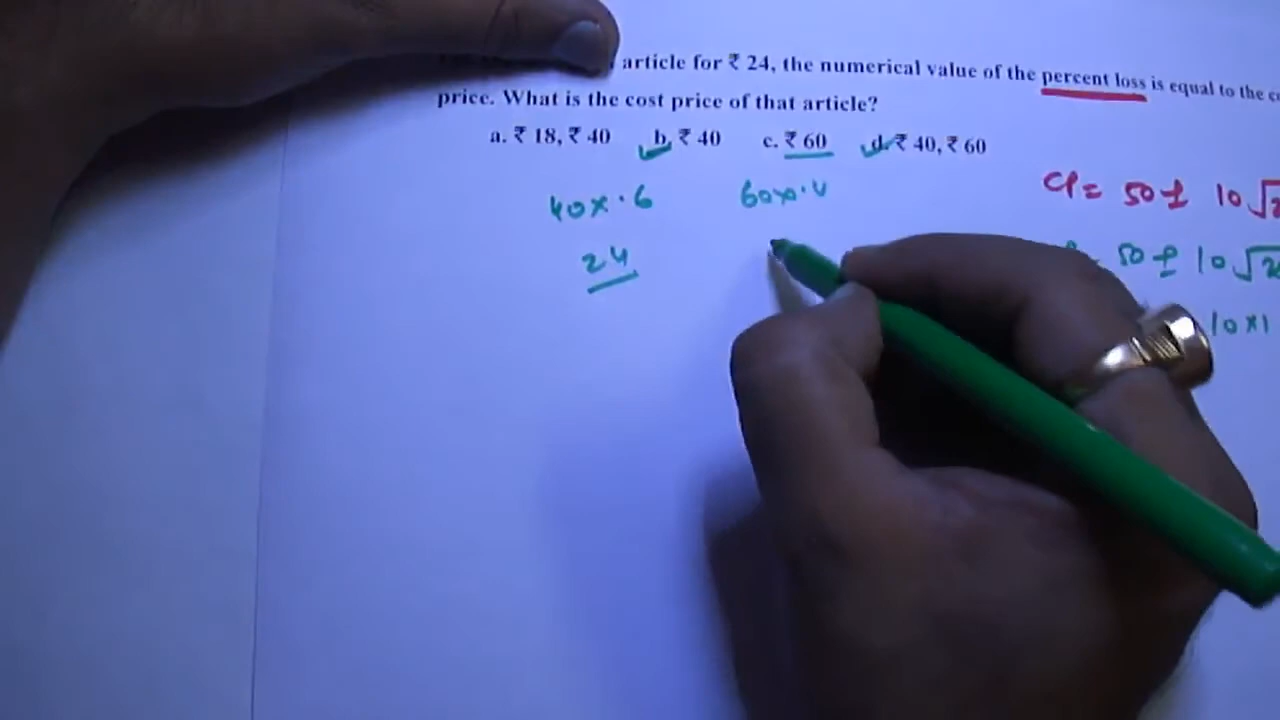 article for ₹ 24, the numerical value of the percent loss is equal to the
price. What is the cost price of that article?
a. ₹ 18, ₹ 40 b. ₹ 40 c. ₹ 60 d. ₹ 40, ₹ 60
40 x .6 60 x .4
24
CP = 50 ± 10√
= 50 ± 10√
10 x 1